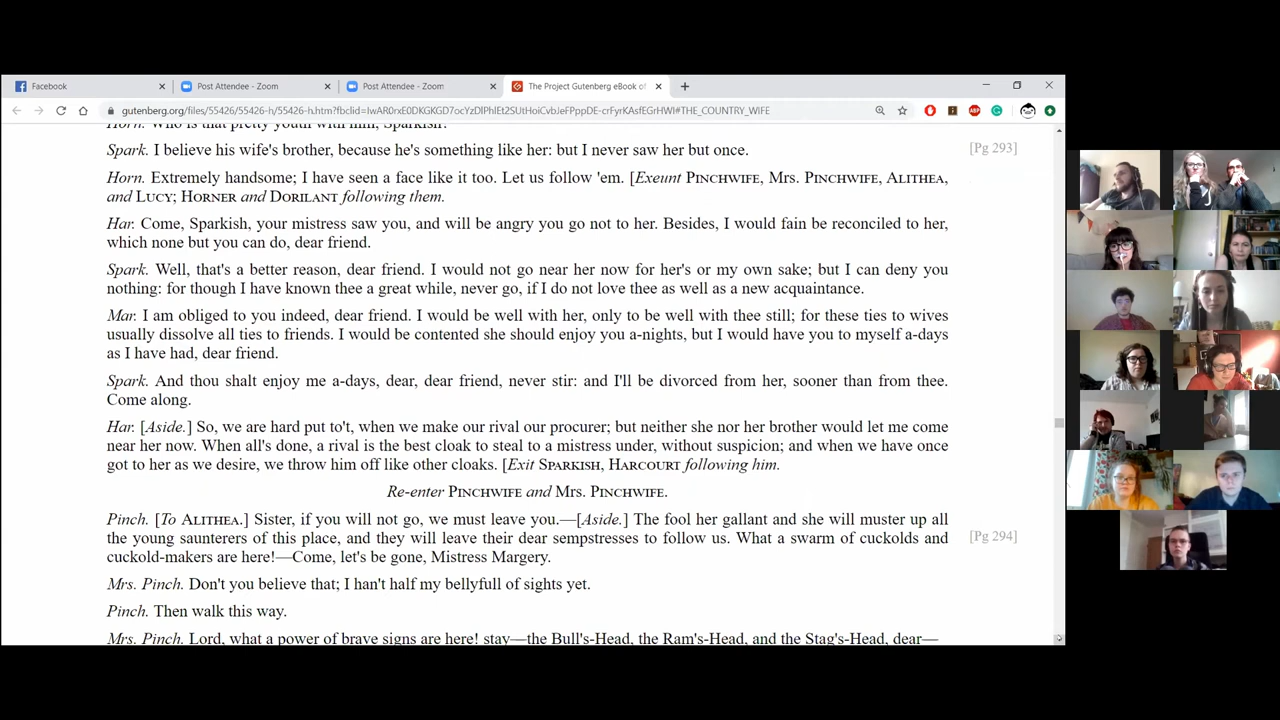 Facebook
Post Attendee - Zoom
Post Attendee - Zoom
The Project Gutenberg eBook of
gutenberg.org/files/55426/55426-h/55426-h.htm?fbclid=IwAR0rxE0DKGKGD7ocYzDlPhlEt2SUtHoiCvbJeFPppDE-crFyrKAsfEGrHWI#THE_COUNTRY_WIFE
Horn. Who is that pretty youth with him, Sparkish?
Spark. I believe his wife's brother, because he's something like her: but I never saw her but once.
[Pg 293]
Horn. Extremely handsome; I have seen a face like it too. Let us follow 'em. [Exeunt PINCHWIFE, Mrs. PINCHWIFE, ALITHEA,
and LUCY; HORNER and DORILANT following them.
Har. Come, Sparkish, your mistress saw you, and will be angry you go not to her. Besides, I would fain be reconciled to her,
which none but you can do, dear friend.
Spark. Well, that's a better reason, dear friend. I would not go near her now for her's or my own sake; but I can deny you
nothing: for though I have known thee a great while, never go, if I do not love thee as well as a new acquaintance.
Mar. I am obliged to you indeed, dear friend. I would be well with her, only to be well with thee still; for these ties to wives
usually dissolve all ties to friends. I would be contented she should enjoy you a-nights, but I would have you to myself a-days
as I have had, dear friend.
Spark. And thou shalt enjoy me a-days, dear, dear friend, never stir: and I'll be divorced from her, sooner than from thee.
Come along.
Har. [Aside.] So, we are hard put to't, when we make our rival our procurer; but neither she nor her brother would let me come
near her now. When all's done, a rival is the best cloak to steal to a mistress under, without suspicion; and when we have once
got to her as we desire, we throw him off like other cloaks. [Exit SPARKISH, HARCOURT following him.
Re-enter PINCHWIFE and Mrs. PINCHWIFE.
Pinch. [To ALITHEA.] Sister, if you will not go, we must leave you.—[Aside.] The fool her gallant and she will muster up all
the young saunterers of this place, and they will leave their dear sempstresses to follow us. What a swarm of cuckolds and
[Pg 294]
cuckold-makers are here!—Come, let's be gone, Mistress Margery.
Mrs. Pinch. Don't you believe that; I han't half my bellyfull of sights yet.
Pinch. Then walk this way.
Mrs. Pinch. Lord, what a power of brave signs are here! stay—the Bull's-Head, the Ram's-Head, and the Stag's-Head, dear—